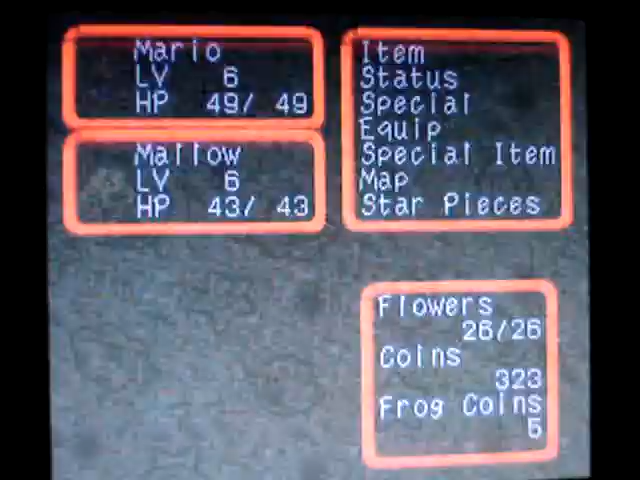 Mario
LV 6
HP 49/ 49
Mallow
LV 6
HP 43/ 43
Item
Status
Special
Equip
Special Item
Map
Star Pieces
Flowers
26/26
Coins
323
Frog Coins
5